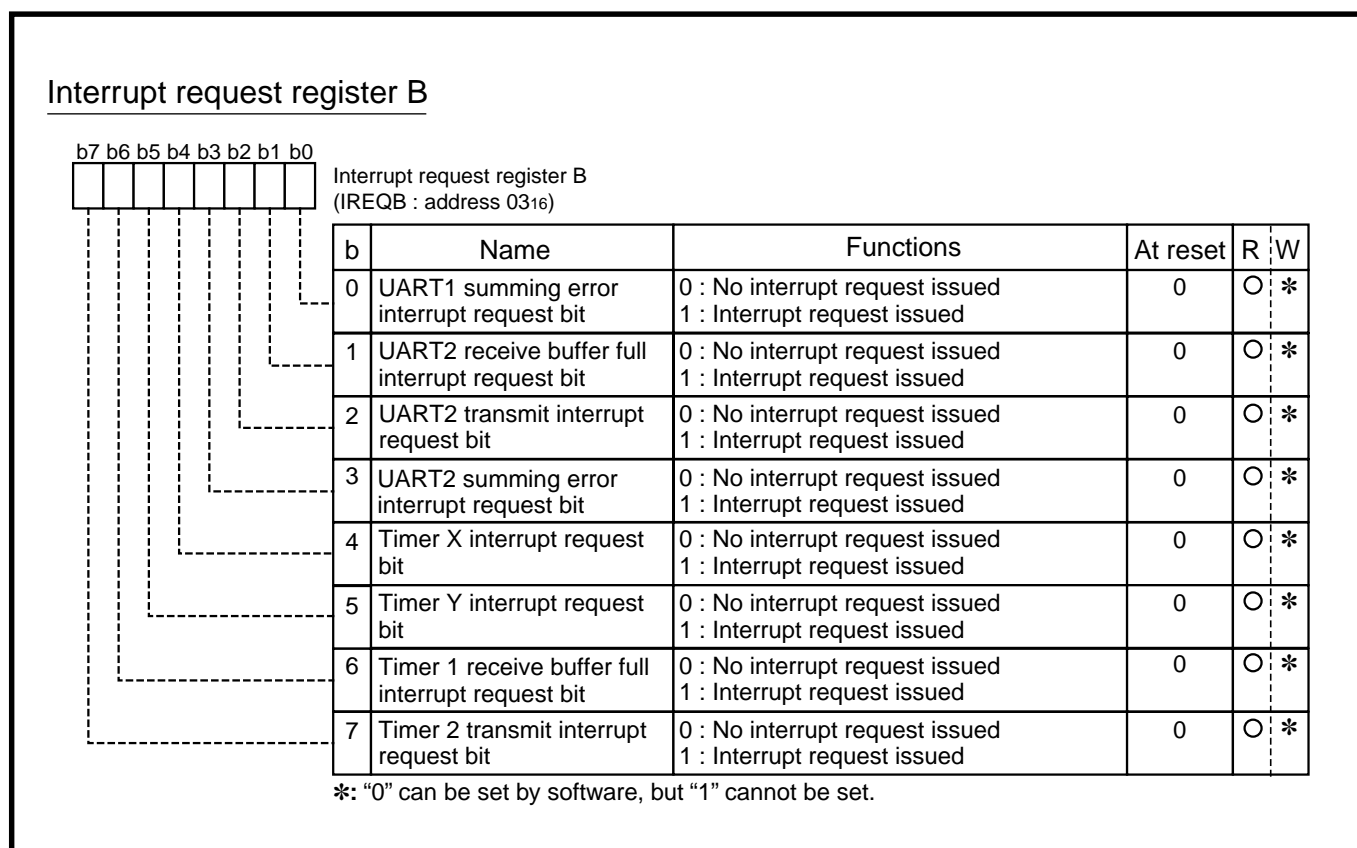 Interrupt request register B
b7 b6 b5 b4 b3 b2 b1 b0
Interrupt request register B
(IREQB : address 0316)
b Name Functions At reset R W
0 UART1 summing error interrupt request bit 0 : No interrupt request issued 1 : Interrupt request issued 0 O ✻
1 UART2 receive buffer full interrupt request bit 0 : No interrupt request issued 1 : Interrupt request issued 0 O ✻
2 UART2 transmit interrupt request bit 0 : No interrupt request issued 1 : Interrupt request issued 0 O ✻
3 UART2 summing error interrupt request bit 0 : No interrupt request issued 1 : Interrupt request issued 0 O ✻
4 Timer X interrupt request bit 0 : No interrupt request issued 1 : Interrupt request issued 0 O ✻
5 Timer Y interrupt request bit 0 : No interrupt request issued 1 : Interrupt request issued 0 O ✻
6 Timer 1 receive buffer full interrupt request bit 0 : No interrupt request issued 1 : Interrupt request issued 0 O ✻
7 Timer 2 transmit interrupt request bit 0 : No interrupt request issued 1 : Interrupt request issued 0 O ✻
✻: “0” can be set by software, but “1” cannot be set.